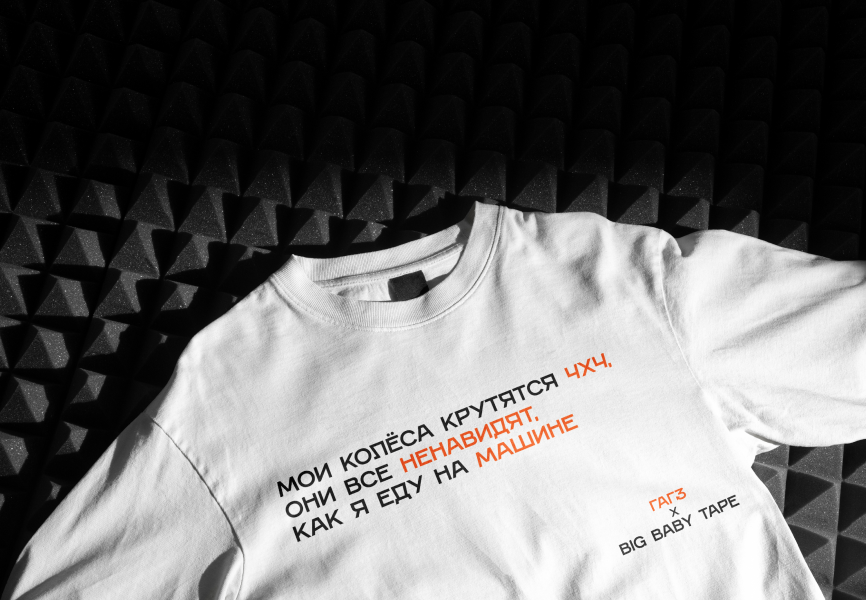 МОИ КОЛЁСА КРУТЯТСЯ ЧХЧ,
ОНИ ВСЕ НЕНАВИДЯТ,
КАК Я ЕДУ НА МАШИНЕ
ГАГЗ
X
BIG BABY TAPE